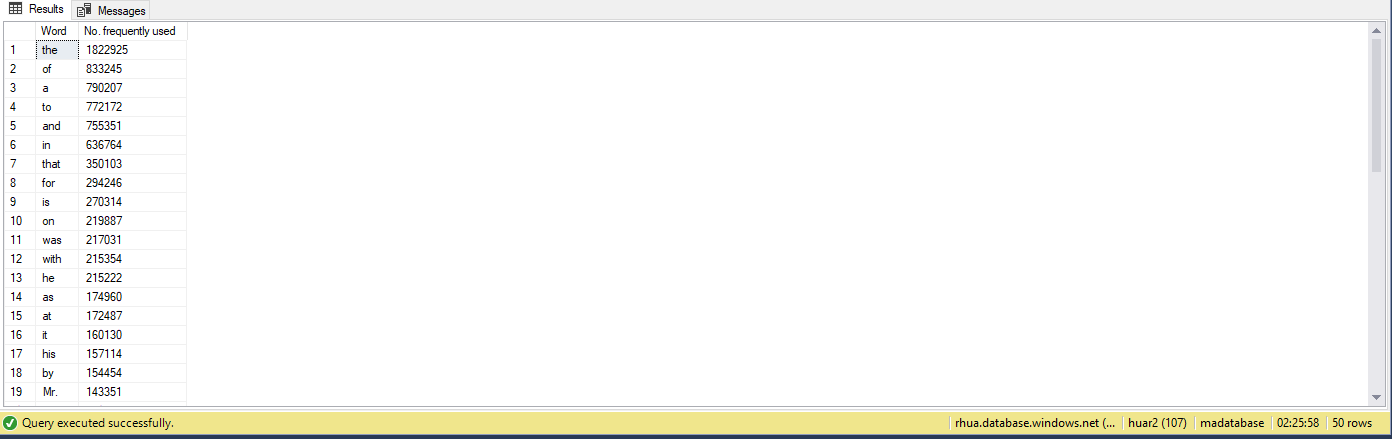 Results Messages
Word No. frequently used
1 the 1822925
2 of 833245
3 a 790207
4 to 772172
5 and 755351
6 in 636764
7 that 350103
8 for 294246
9 is 270314
10 on 219887
11 was 217031
12 with 215354
13 he 215222
14 as 174960
15 at 172487
16 it 160130
17 his 157114
18 by 154454
19 Mr. 143351
Query executed successfully. rhua.database.windows.net (... huar2 (107) madatabase 02:25:58 50 rows